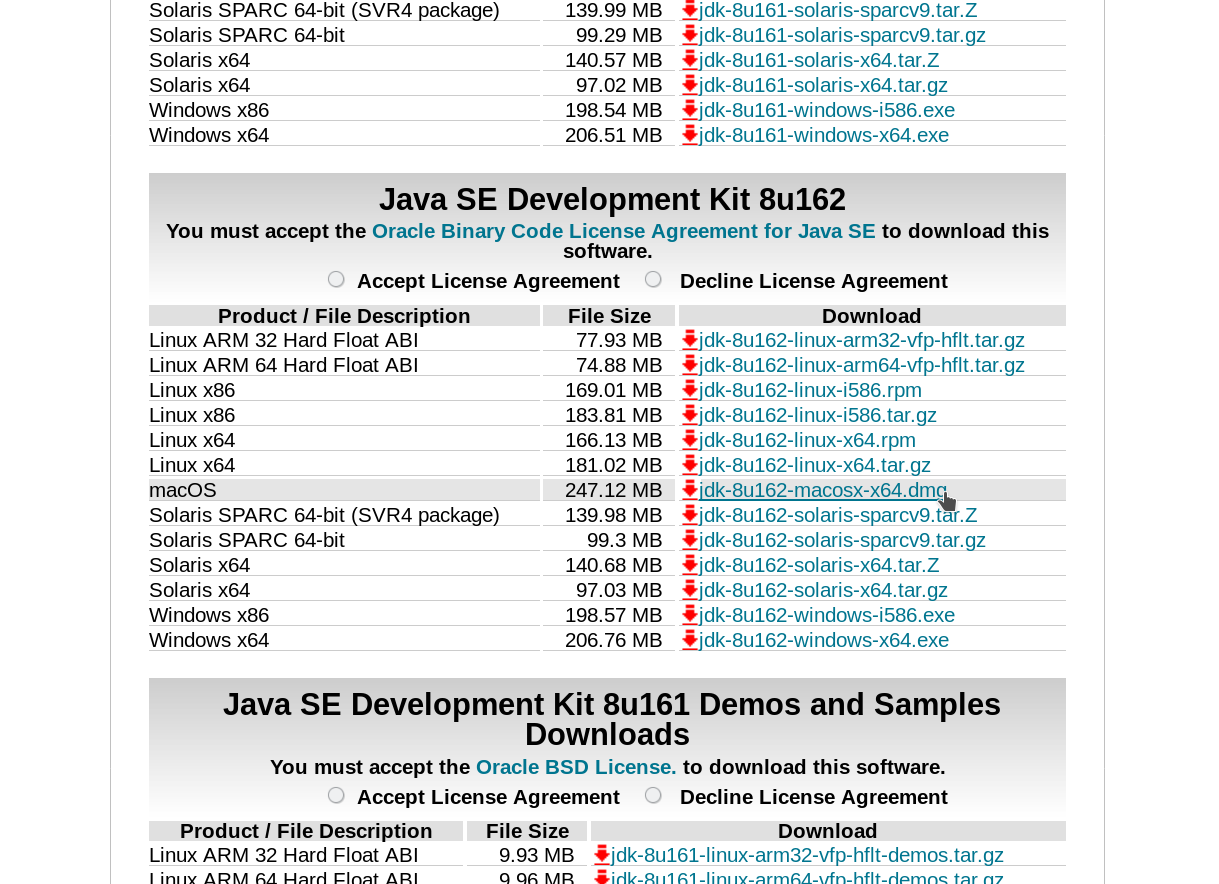 Solaris SPARC 64-bit (SVR4 package) 139.99 MB jdk-8u161-solaris-sparcv9.tar.Z
Solaris SPARC 64-bit 99.29 MB jdk-8u161-solaris-sparcv9.tar.gz
Solaris x64 140.57 MB jdk-8u161-solaris-x64.tar.Z
Solaris x64 97.02 MB jdk-8u161-solaris-x64.tar.gz
Windows x86 198.54 MB jdk-8u161-windows-i586.exe
Windows x64 206.51 MB jdk-8u161-windows-x64.exe
Java SE Development Kit 8u162
You must accept the Oracle Binary Code License Agreement for Java SE to download this
software.
Accept License Agreement Decline License Agreement
Product / File Description File Size Download
Linux ARM 32 Hard Float ABI 77.93 MB jdk-8u162-linux-arm32-vfp-hflt.tar.gz
Linux ARM 64 Hard Float ABI 74.88 MB jdk-8u162-linux-arm64-vfp-hflt.tar.gz
Linux x86 169.01 MB jdk-8u162-linux-i586.rpm
Linux x86 183.81 MB jdk-8u162-linux-i586.tar.gz
Linux x64 166.13 MB jdk-8u162-linux-x64.rpm
Linux x64 181.02 MB jdk-8u162-linux-x64.tar.gz
macOS 247.12 MB jdk-8u162-macosx-x64.dmg
Solaris SPARC 64-bit (SVR4 package) 139.98 MB jdk-8u162-solaris-sparcv9.tar.Z
Solaris SPARC 64-bit 99.3 MB jdk-8u162-solaris-sparcv9.tar.gz
Solaris x64 140.68 MB jdk-8u162-solaris-x64.tar.Z
Solaris x64 97.03 MB jdk-8u162-solaris-x64.tar.gz
Windows x86 198.57 MB jdk-8u162-windows-i586.exe
Windows x64 206.76 MB jdk-8u162-windows-x64.exe
Java SE Development Kit 8u161 Demos and Samples
Downloads
You must accept the Oracle BSD License. to download this software.
Accept License Agreement Decline License Agreement
Product / File Description File Size Download
Linux ARM 32 Hard Float ABI 9.93 MB jdk-8u161-linux-arm32-vfp-hflt-demos.tar.gz
Linux ARM 64 Hard Float ABI 9.96 MB jdk-8u161-linux-arm64-vfp-hflt-demos.tar.gz